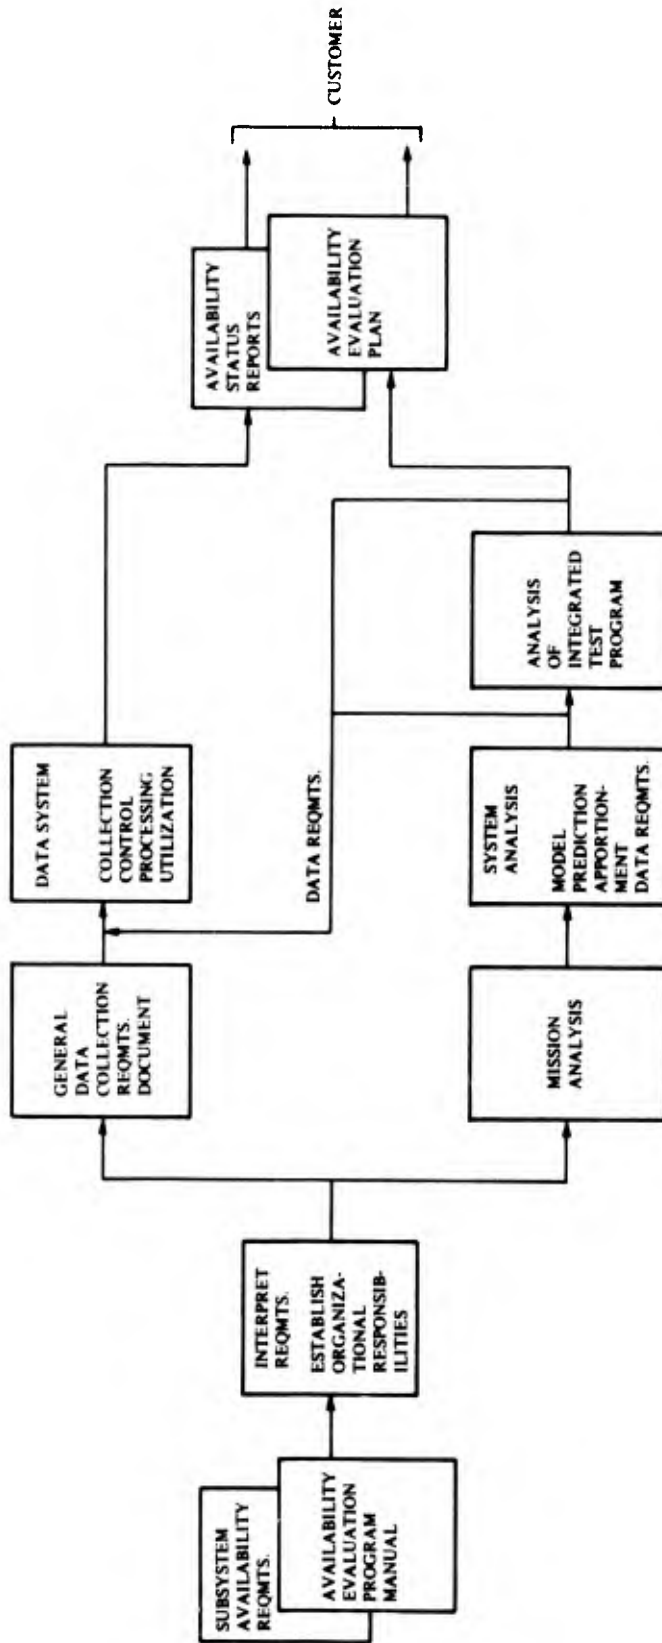 SUBSYSTEM
AVAILABILITY
REQMTS.
AVAILABILITY
EVALUATION
PROGRAM
MANUAL
INTERPRET
REQMTS.
ESTABLISH
ORGANIZA-
TIONAL
RESPONSIB-
ILITIES
GENERAL
DATA
COLLECTION
REQMTS.
DOCUMENT
DATA SYSTEM
COLLECTION
CONTROL
PROCESSING
UTILIZATION
DATA REQMTS.
MISSION
ANALYSIS
SYSTEM
ANALYSIS
MODEL
PREDICTION
APPORTION-
MENT
DATA REQMTS.
ANALYSIS
OF
INTEGRATED
TEST
PROGRAM
AVAILABILITY
STATUS
REPORTS
AVAILABILITY
EVALUATION
PLAN
CUSTOMER